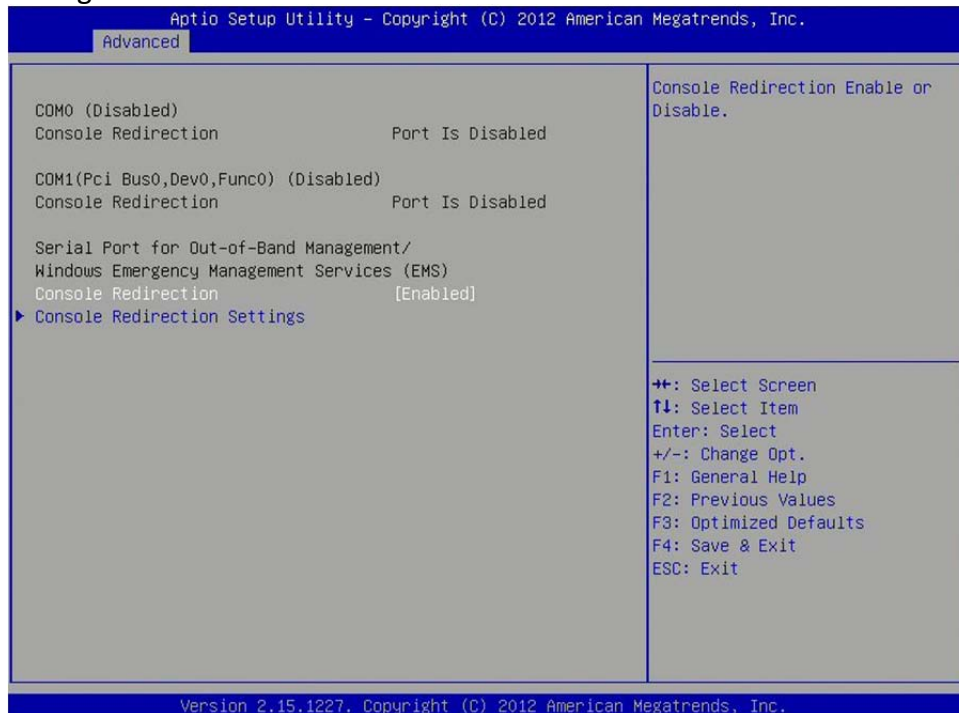 Aptio Setup Utility – Copyright (C) 2012 American Megatrends, Inc.
Advanced
COM0 (Disabled)
Console Redirection Port Is Disabled
COM1(Pci Bus0,Dev0,Func0) (Disabled)
Console Redirection Port Is Disabled
Serial Port for Out-of-Band Management/
Windows Emergency Management Services (EMS)
Console Redirection [Enabled]
▶ Console Redirection Settings
Console Redirection Enable or
Disable.
→←: Select Screen
↑↓: Select Item
Enter: Select
+/-: Change Opt.
F1: General Help
F2: Previous Values
F3: Optimized Defaults
F4: Save & Exit
ESC: Exit
Version 2.15.1227. Copyright (C) 2012 American Megatrends, Inc.